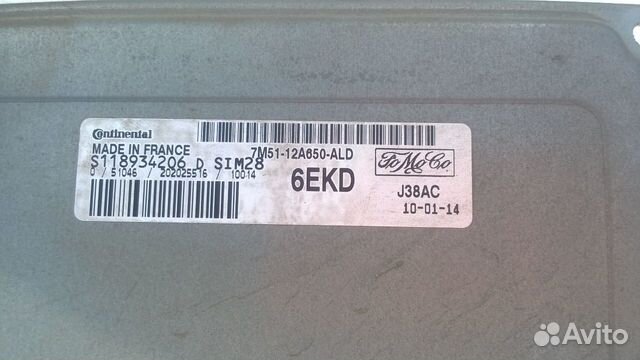 Continental
MADE IN FRANCE
7M51-12A650-ALD
S118934206 D SIM28
0 / 51046 / 202025516 / 10014
6EKD
FoMoCo
J38AC
10-01-14
Avito